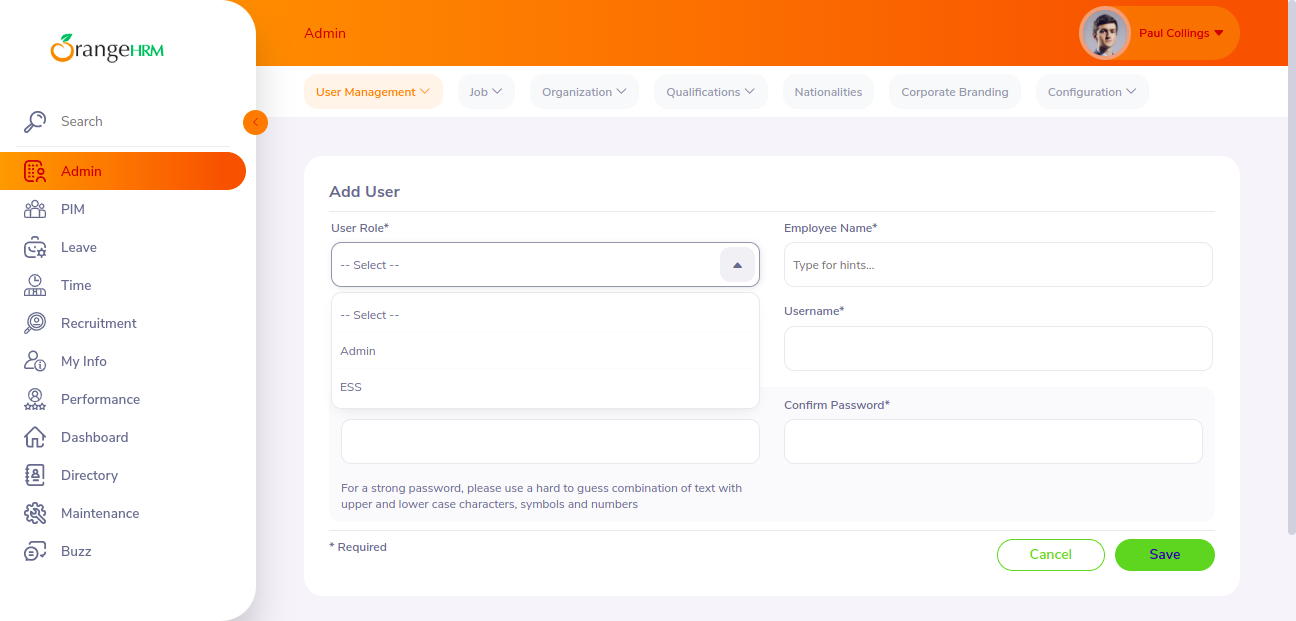 OrangeHRM
Search
Admin
PIM
Leave
Time
Recruitment
My Info
Performance
Dashboard
Directory
Maintenance
Buzz
Admin
Paul Collings
User Management
Job
Organization
Qualifications
Nationalities
Corporate Branding
Configuration
Add User
User Role*
Employee Name*
-- Select --
Type for hints...
-- Select --
Admin
ESS
Username*
Confirm Password*
For a strong password, please use a hard to guess combination of text with
upper and lower case characters, symbols and numbers
* Required
Cancel
Save